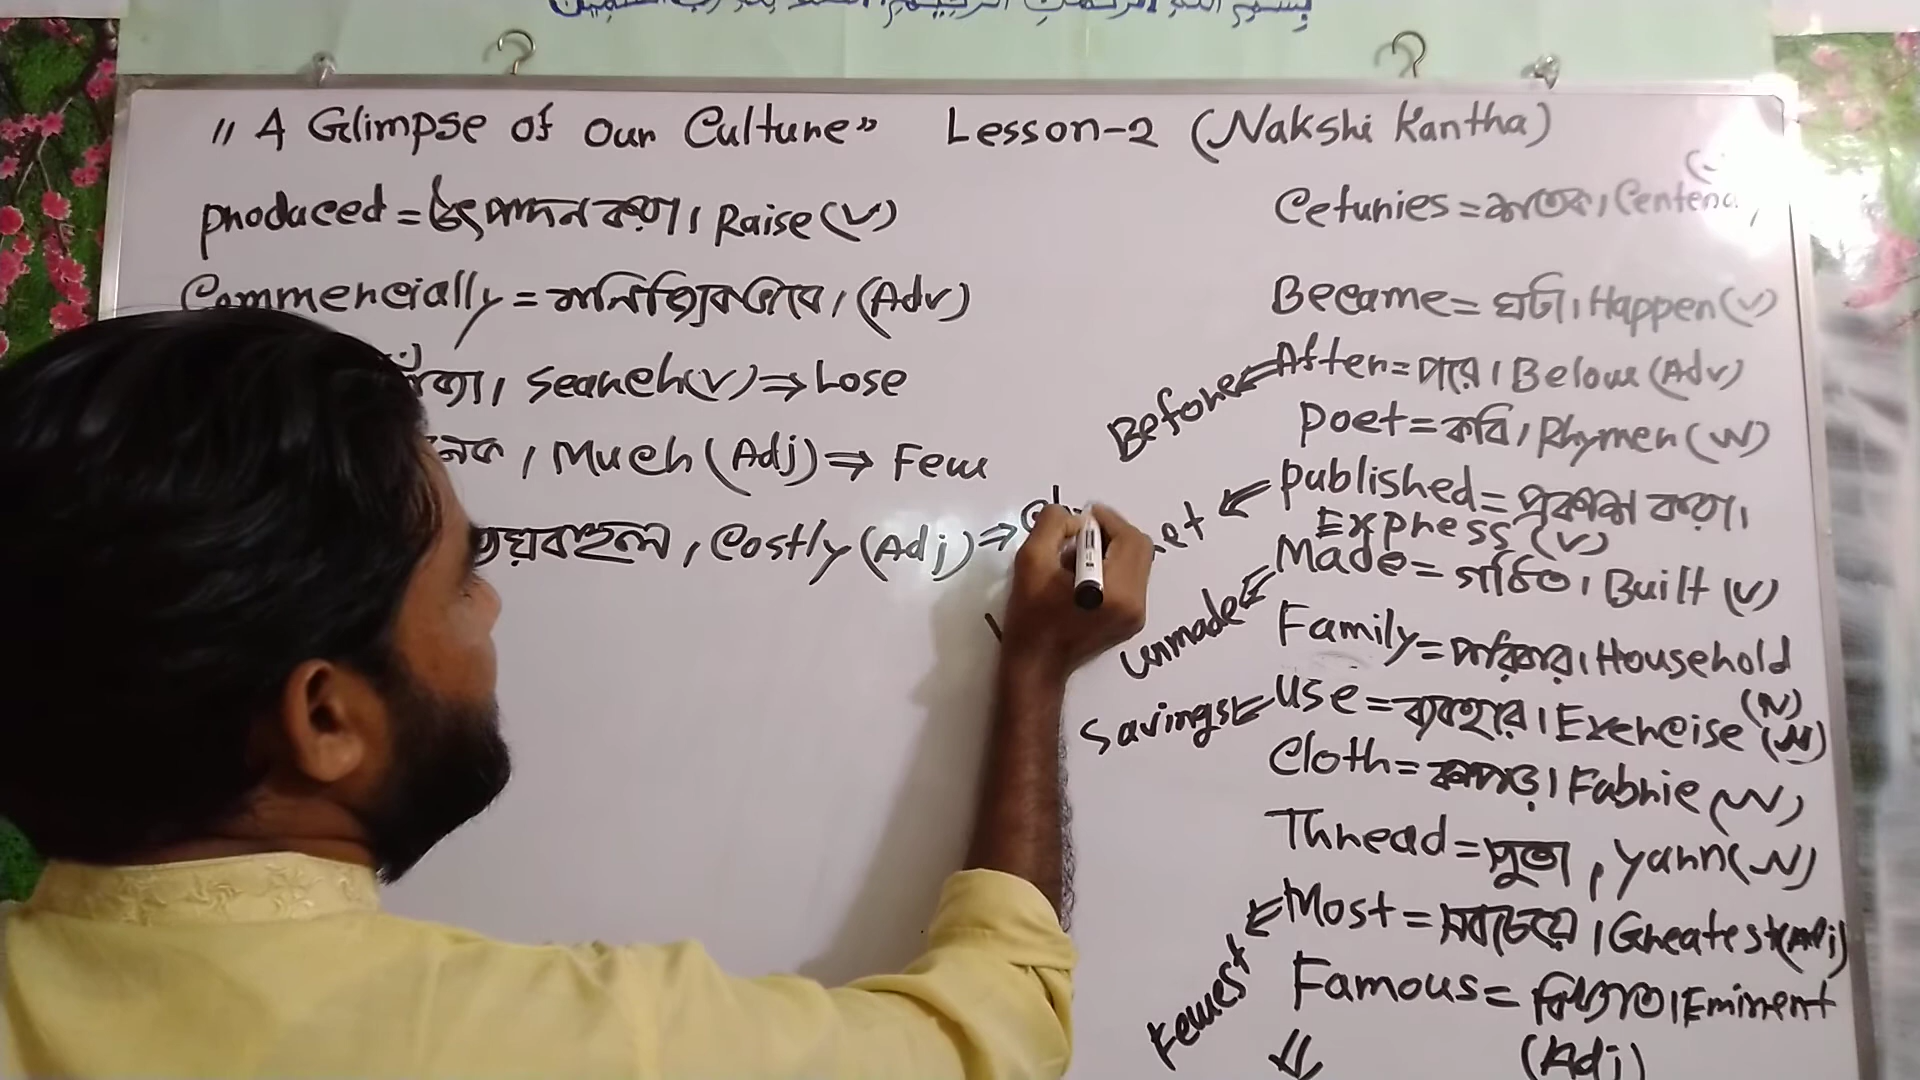 "A Glimpse of Our Culture" Lesson-2 (Nakshi Kantha)
produced = উৎপাদন করা। Raise (V)
Commercially = (Adv)
Search (V) ⇒ Lose
, Much (Adj) ⇒ Few
ব্যয়বহুল, Costly (Adj) ⇒
Ceturies = শতক।
Became = ঘটা। Happen (V)
Before ⇐ After = পরে। Below (Adv)
Poet = কবি। Rhymer (N)
⇐ Published = প্রকাশ করা।
Express (V)
Unmade ⇐ Made = গঠিত। Built (V)
Family = পরিবার। Household
(N)
Savings ⇐ Use = ব্যবহার। Exercise (N)
Cloth = কাপড়। Fabric (N)
Thread = সুতা, Yarn (N)
Fewest ⇐ Most = সবচেয়ে। Greatest (Adj)
Famous = বিখ্যাত। Eminent
(Adj)